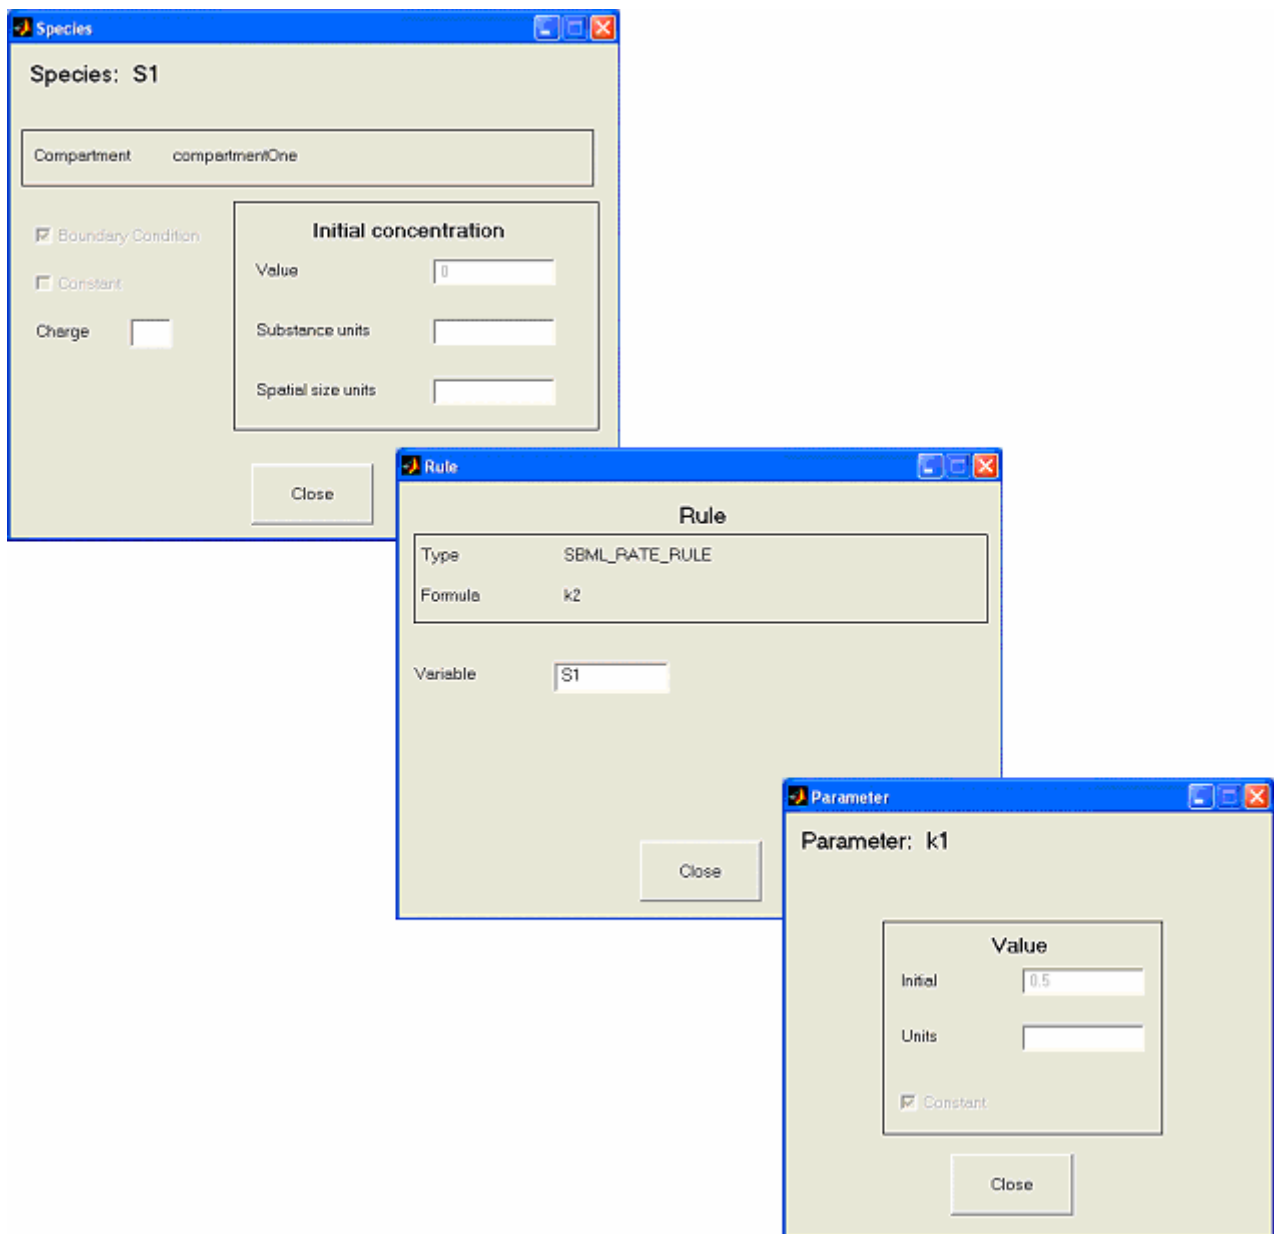 Species
Species: S1
Compartment compartmentOne
Boundary Condition
Constant
Charge
Initial concentration
Value 0
Substance units
Spatial size units
Close
Rule
Rule
Type SBML_RATE_RULE
Formula k2
Variable S1
Close
Parameter
Parameter: k1
Value
Initial 0.5
Units
Constant
Close